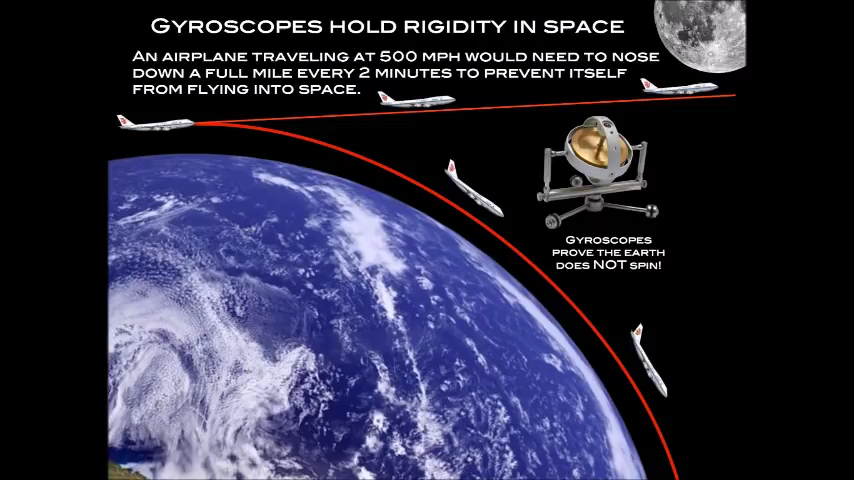 Gyroscopes hold rigidity in space
An airplane traveling at 500 mph would need to nose
down a full mile every 2 minutes to prevent itself
from flying into space.
Gyroscopes
prove the earth
does NOT spin!